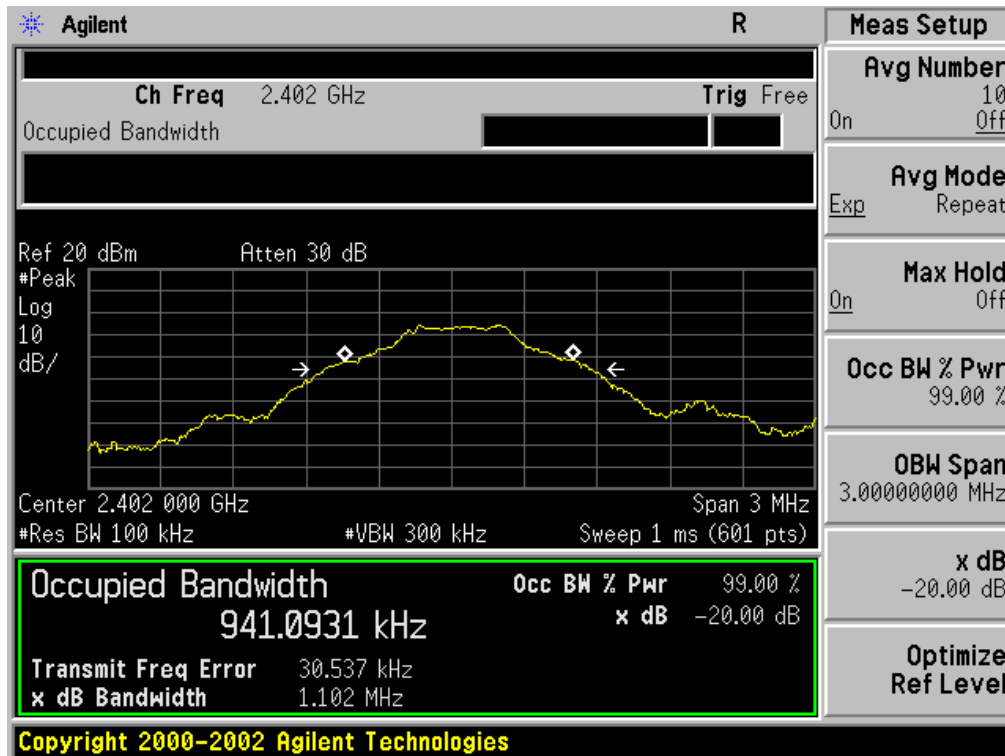 Agilent R Meas Setup
Ch Freq 2.402 GHz Trig Free
Occupied Bandwidth
Ref 20 dBm Atten 30 dB
#Peak
Log
10
dB/
Center 2.402 000 GHz Span 3 MHz
#Res BW 100 kHz #VBW 300 kHz Sweep 1 ms (601 pts)
Occupied Bandwidth Occ BW % Pwr 99.00 %
941.0931 kHz x dB -20.00 dB
Transmit Freq Error 30.537 kHz
x dB Bandwidth 1.102 MHz
Avg Number
10
On Off
Avg Mode
Exp Repeat
Max Hold
On Off
Occ BW % Pwr
99.00 %
OBW Span
3.00000000 MHz
x dB
-20.00 dB
Optimize
Ref Level
Copyright 2000-2002 Agilent Technologies